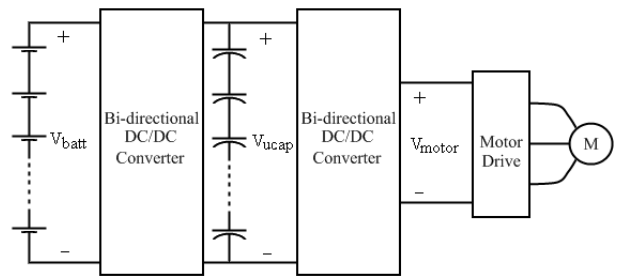 +
V_batt
−
Bi-directional
DC/DC
Converter
+
V_ucap
−
Bi-directional
DC/DC
Converter
+
V_motor
−
Motor
Drive
M